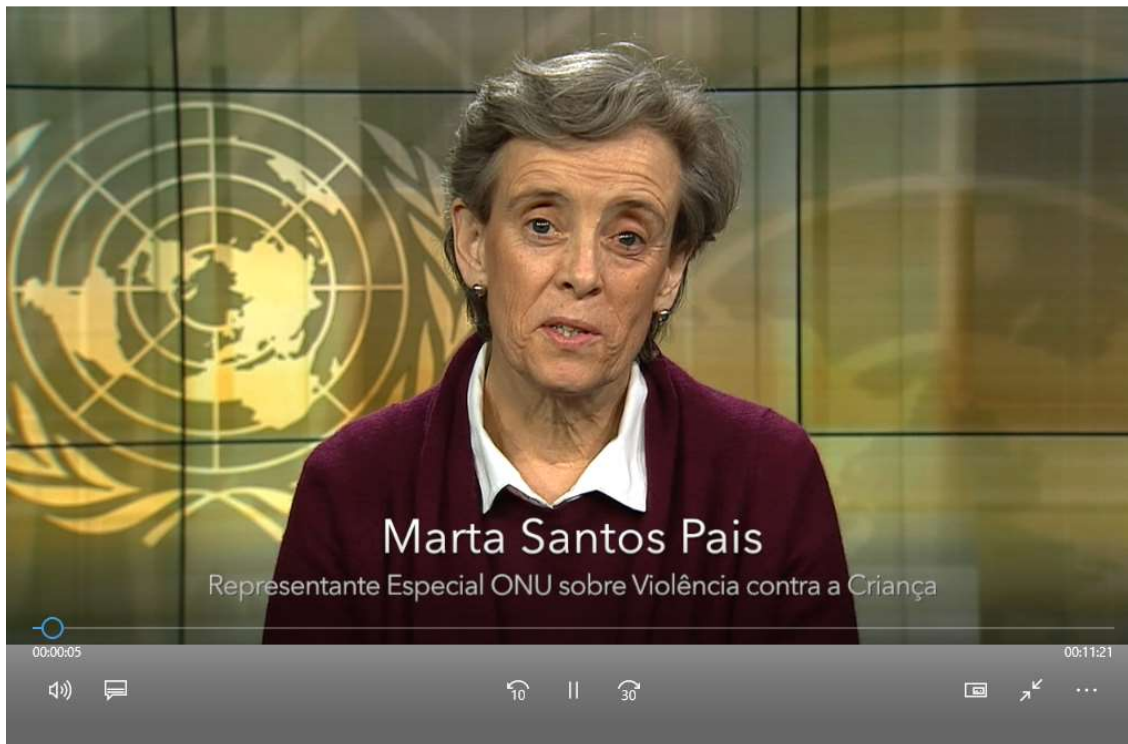 Marta Santos Pais
Representante Especial ONU sobre Violência contra a Criança
00:00:05
00:11:21
10
30